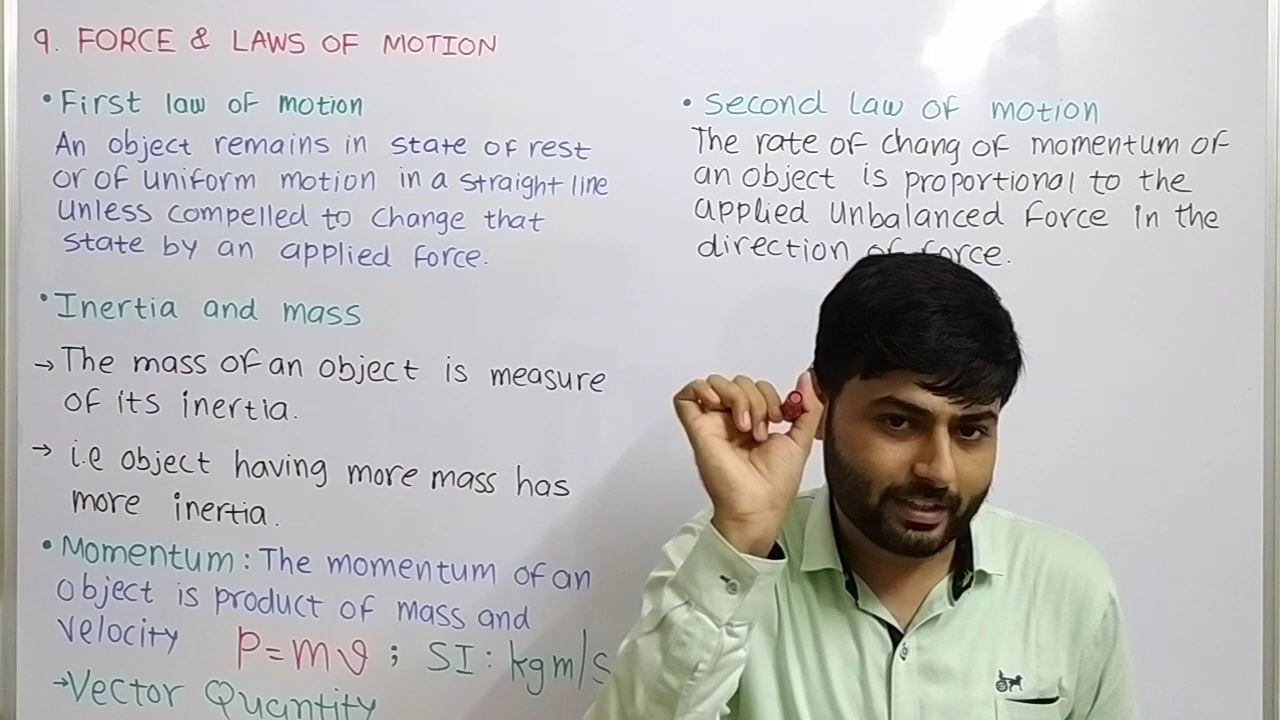 9. FORCE & LAWS OF MOTION
• First law of motion
An object remains in state of rest
or of uniform motion in a straight line
unless compelled to change that
state by an applied force.
• Inertia and mass
→ The mass of an object is measure
of its inertia.
→ i.e object having more mass has
more inertia.
• Momentum: The momentum of an
object is product of mass and
velocity P=mv ; SI: kgm/s
→Vector Quantity
• Second Law of motion
The rate of chang of momentum of
an object is proportional to the
applied unbalanced force in the
direction of force.